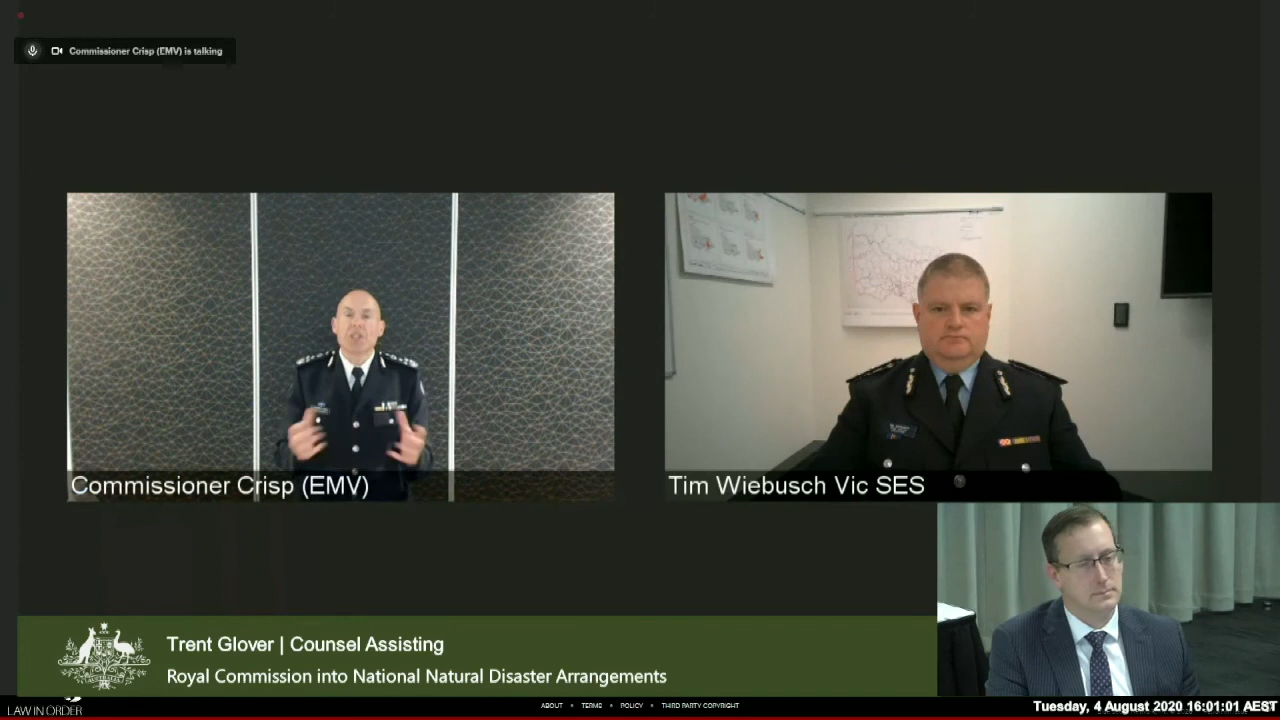 Commissioner Crisp (EMV) is talking
Commissioner Crisp (EMV)
Tim Wiebusch Vic SES
Trent Glover | Counsel Assisting
Royal Commission into National Natural Disaster Arrangements
LAW IN ORDER
ABOUT • TERMS • POLICY • THIRD PARTY COPYRIGHT
Tuesday, 4 August 2020 16:01:01 AEST